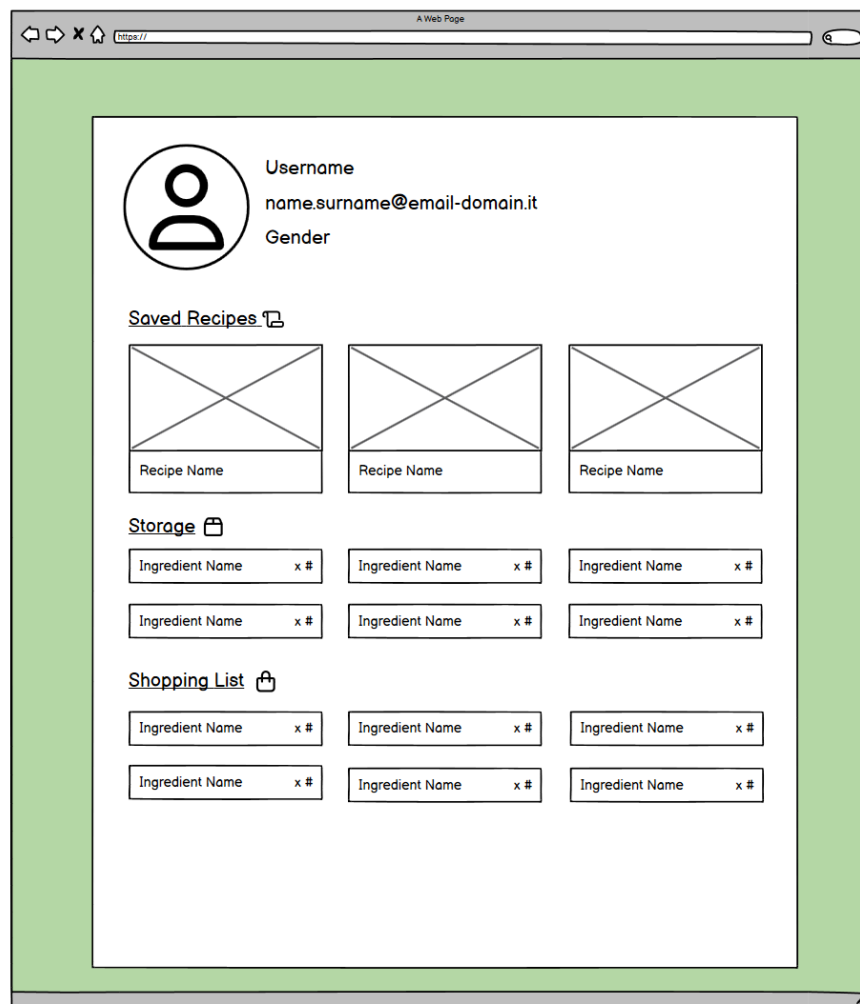 A Web Page
https://
Username
name.surname@email-domain.it
Gender
Saved Recipes
Recipe Name Recipe Name Recipe Name
Storage
Ingredient Name x # Ingredient Name x # Ingredient Name x #
Ingredient Name x # Ingredient Name x # Ingredient Name x #
Shopping List
Ingredient Name x # Ingredient Name x # Ingredient Name x #
Ingredient Name x # Ingredient Name x # Ingredient Name x #